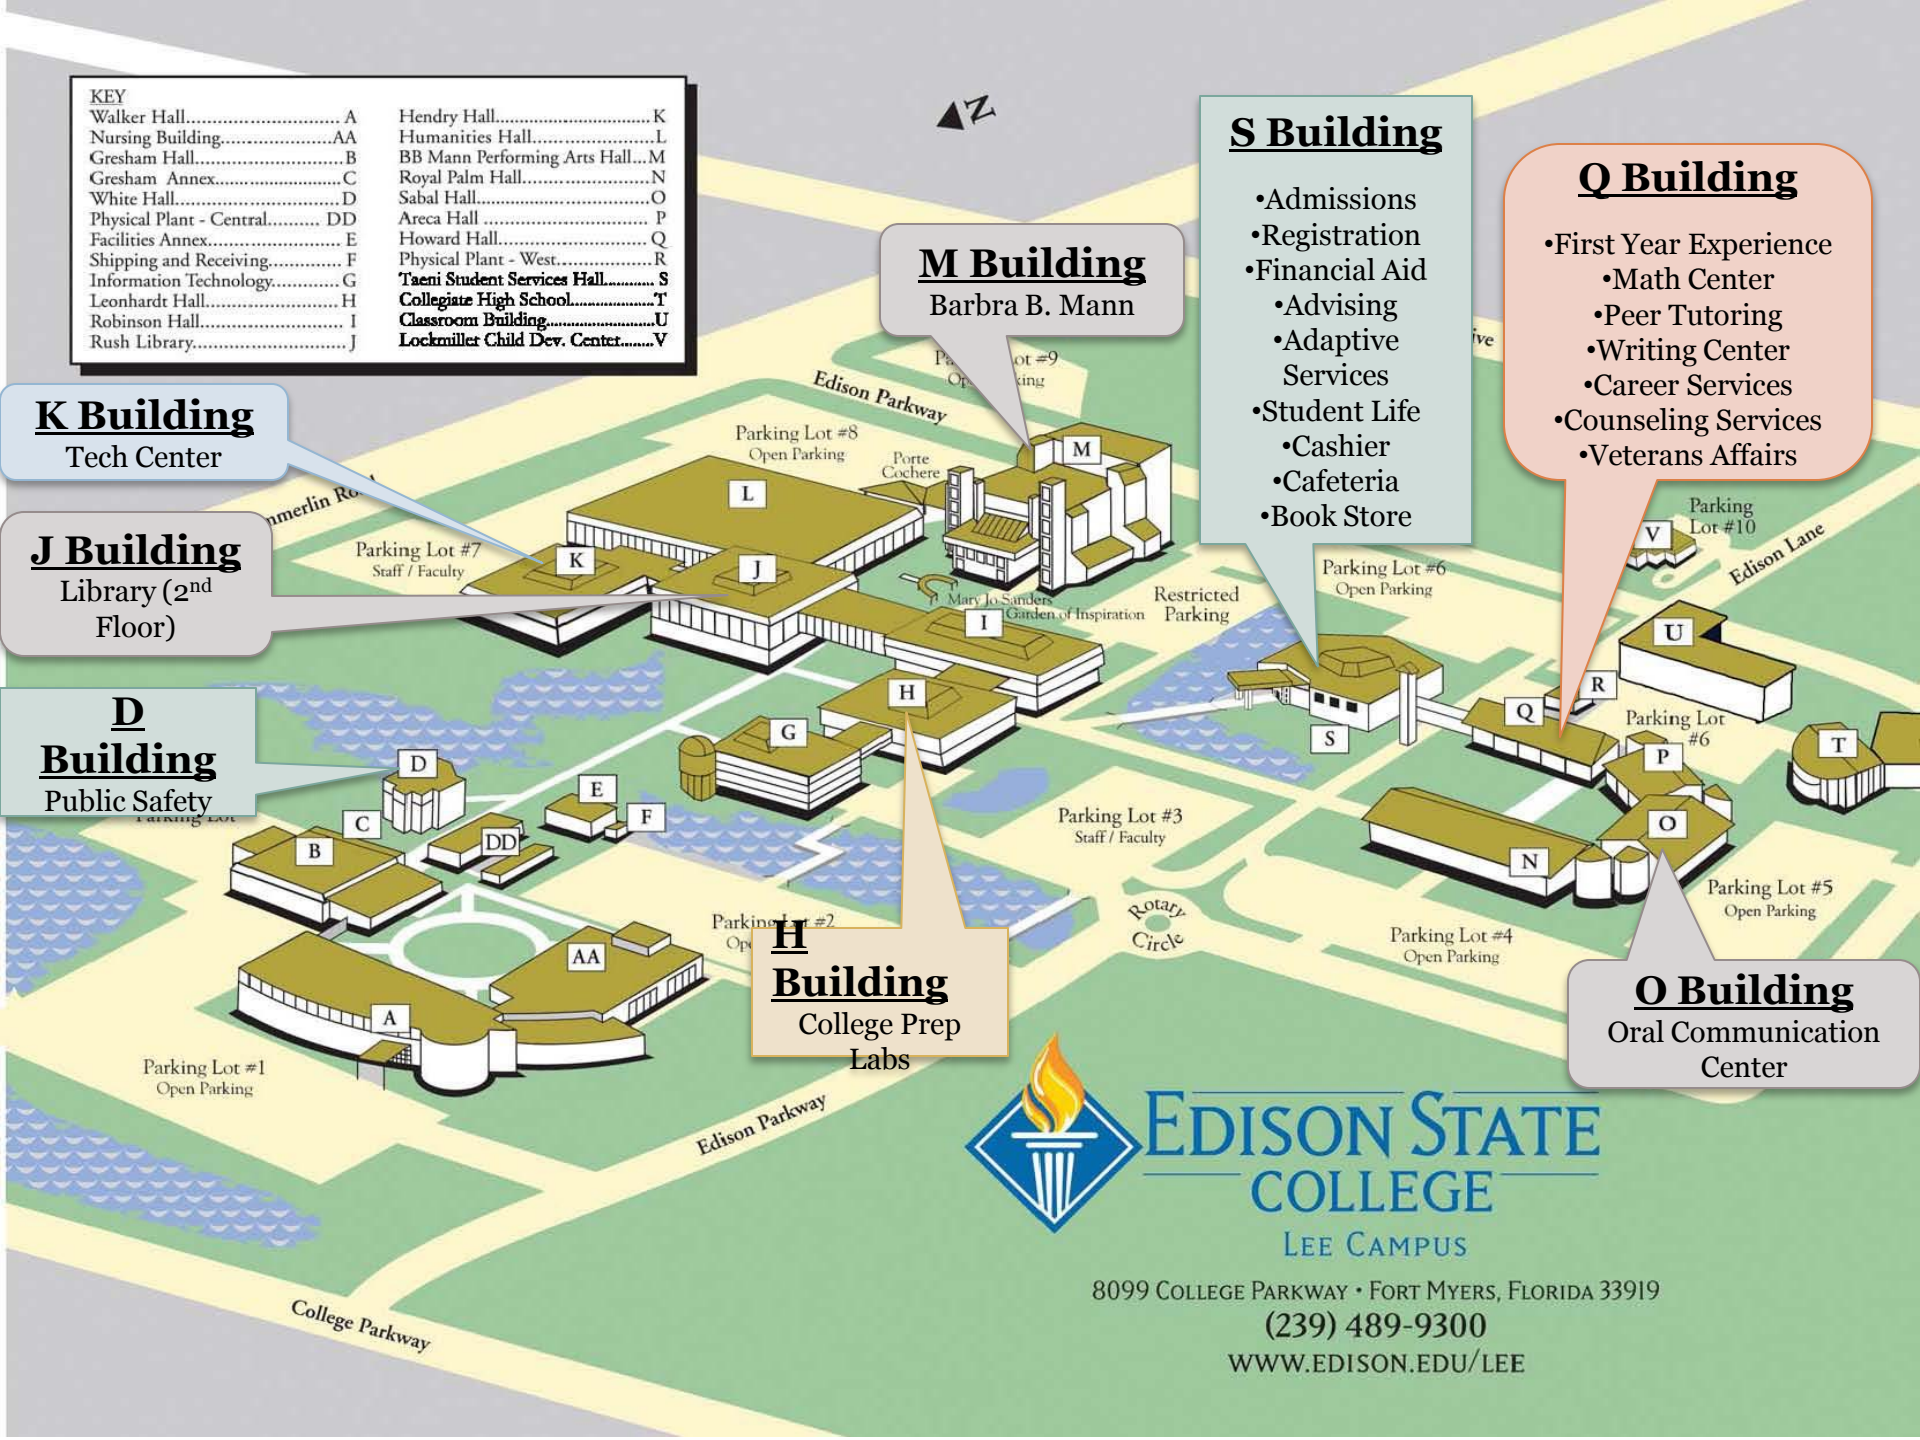 KEY
Walker Hall................................ A
Nursing Building.......................AA
Gresham Hall..............................B
Gresham Annex.........................C
White Hall.................................D
Physical Plant - Central.......... DD
Facilities Annex......................... E
Shipping and Receiving.............. F
Information Technology............G
Leonhardt Hall..........................H
Robinson Hall............................ I
Rush Library.............................. J
Hendry Hall..............................K
Humanities Hall........................L
BB Mann Performing Arts Hall...M
Royal Palm Hall........................N
Sabal Hall..................................O
Areca Hall ................................ P
Howard Hall............................. Q
Physical Plant - West.................R
Taeni Student Services Hall............ S
Collegiate High School..................T
Classroom Building.......................U
Lockmiller Child Dev. Center.......V
N
S Building
•Admissions
•Registration
•Financial Aid
•Advising
•Adaptive
Services
•Student Life
•Cashier
•Cafeteria
•Book Store
Q Building
•First Year Experience
•Math Center
•Peer Tutoring
•Writing Center
•Career Services
•Counseling Services
•Veterans Affairs
M Building
Barbra B. Mann
K Building
Tech Center
J Building
Library (2nd
Floor)
D
Building
Public Safety
H
Building
College Prep
Labs
O Building
Oral Communication
Center
Edison Parkway
Parking Lot #8
Open Parking
Porte
Cochere
M
L
Parking Lot #7
Staff / Faculty
K
J
Mary Jo Sanders
Garden of Inspiration
I
Restricted
Parking
Parking Lot #6
Open Parking
Parking
Lot #10
V
Edison Lane
U
R
H
G
Q
S
Parking Lot
#6
T
P
D
E
F
C
B
DD
Parking Lot #3
Staff / Faculty
O
N
Parking Lot #5
Open Parking
Rotary
Circle
Parking Lot #4
Open Parking
AA
A
Parking Lot #1
Open Parking
Edison Parkway
College Parkway
EDISON STATE
COLLEGE
LEE CAMPUS
8099 COLLEGE PARKWAY • FORT MYERS, FLORIDA 33919
(239) 489-9300
WWW.EDISON.EDU/LEE